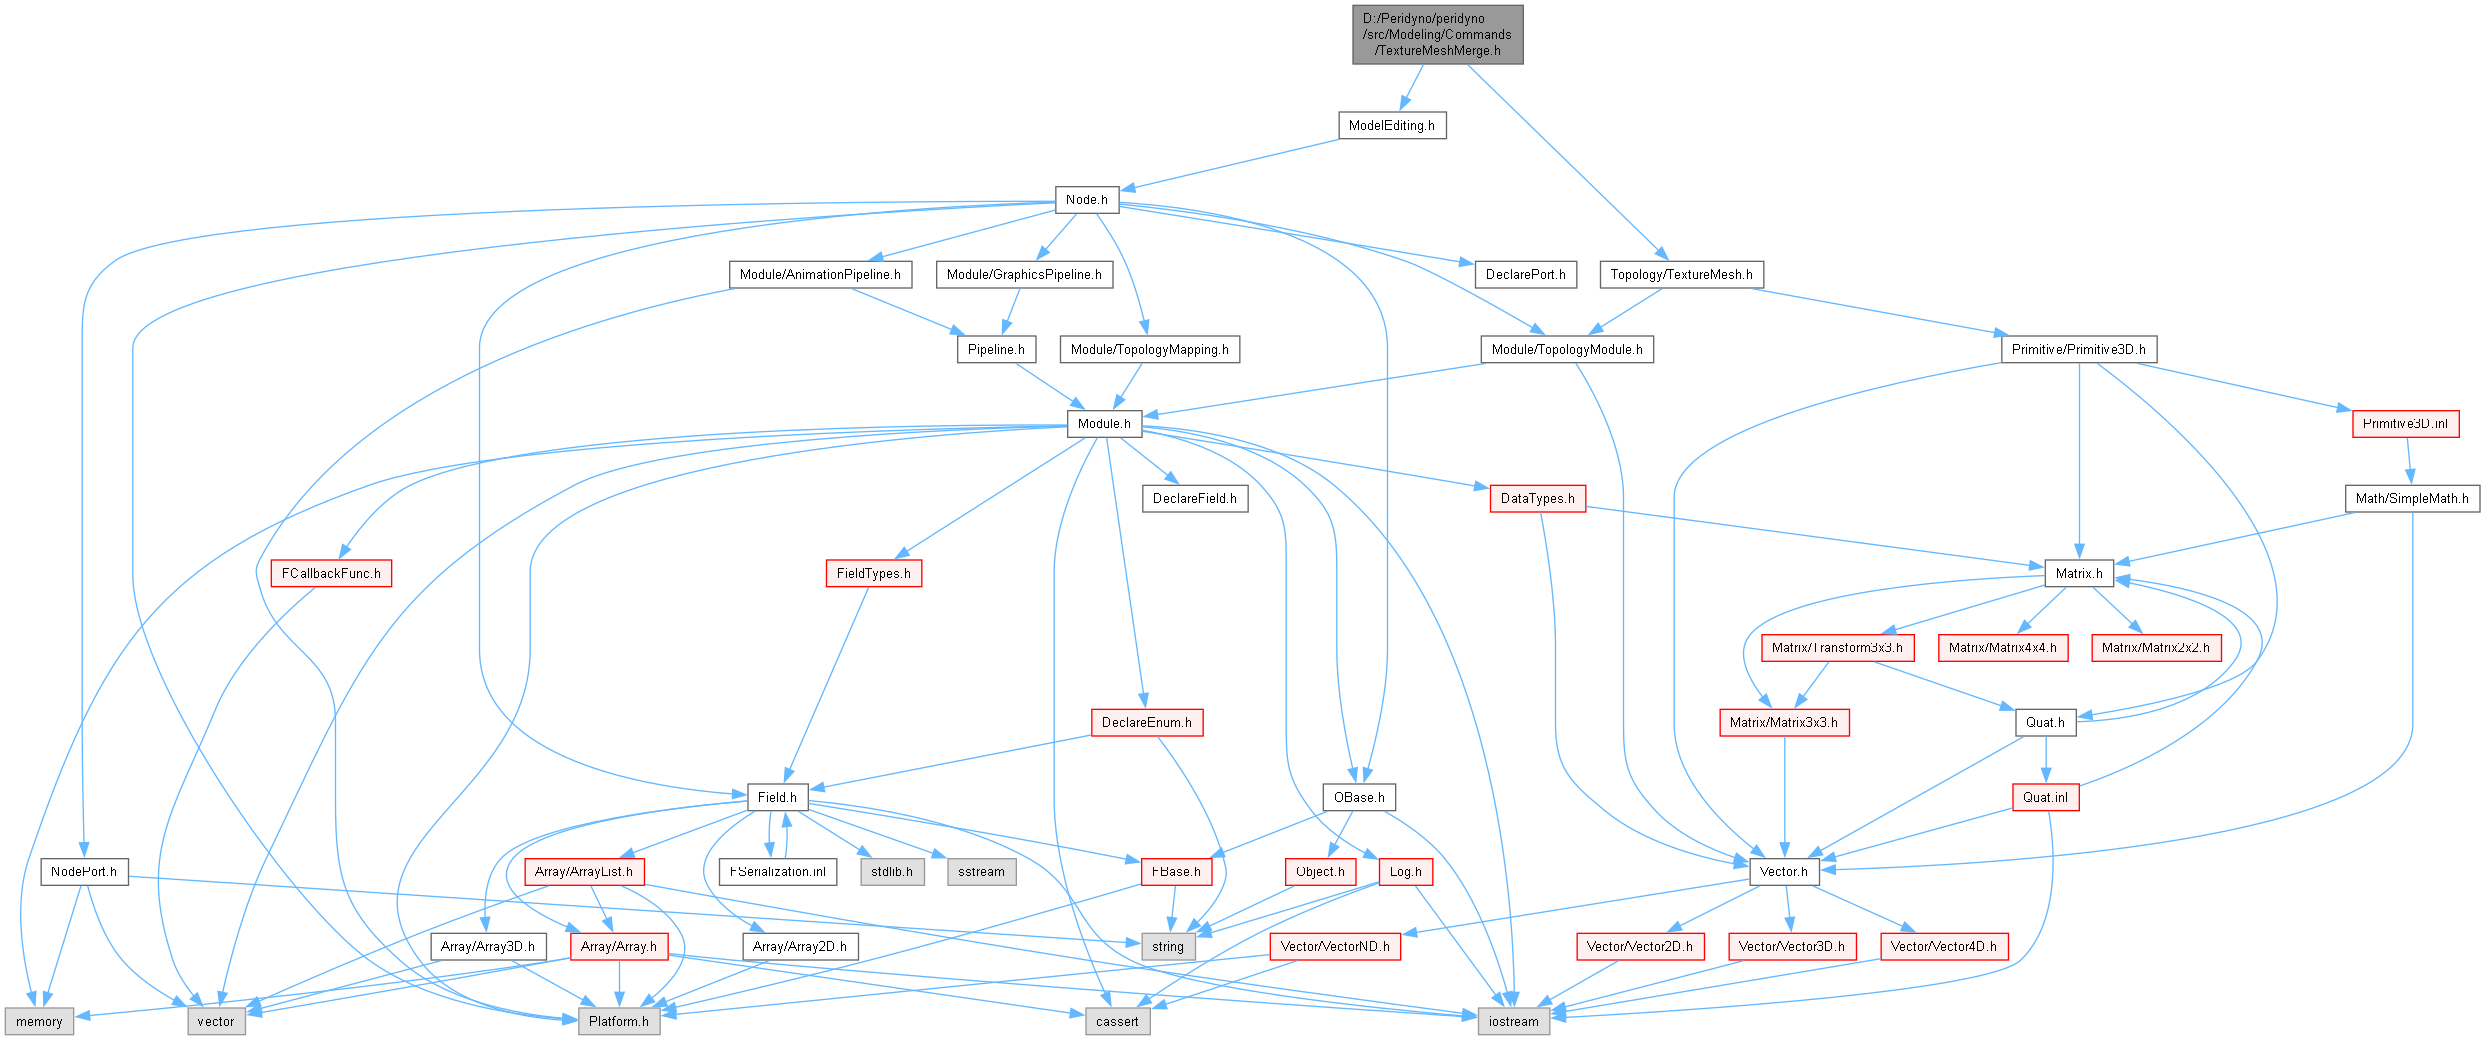 D:/Peridyno/peridyno
/src/Modeling/Commands
/TextureMeshMerge.h
ModelEditing.h
Node.h
Module/AnimationPipeline.h
Module/GraphicsPipeline.h
DeclarePort.h
Topology/TextureMesh.h
Pipeline.h
Module/TopologyMapping.h
Module/TopologyModule.h
Primitive/Primitive3D.h
Module.h
Primitive3D.inl
DeclareField.h
DataTypes.h
Math/SimpleMath.h
FCallbackFunc.h
FieldTypes.h
Matrix.h
Matrix/Transform3x3.h
Matrix/Matrix4x4.h
Matrix/Matrix2x2.h
DeclareEnum.h
Matrix/Matrix3x3.h
Quat.h
Field.h
OBase.h
Quat.inl
NodePort.h
Array/ArrayList.h
FSerialization.inl
stdlib.h
sstream
FBase.h
Object.h
Log.h
Vector.h
Array/Array3D.h
Array/Array.h
Array/Array2D.h
string
Vector/VectorND.h
Vector/Vector2D.h
Vector/Vector3D.h
Vector/Vector4D.h
memory
vector
Platform.h
cassert
iostream